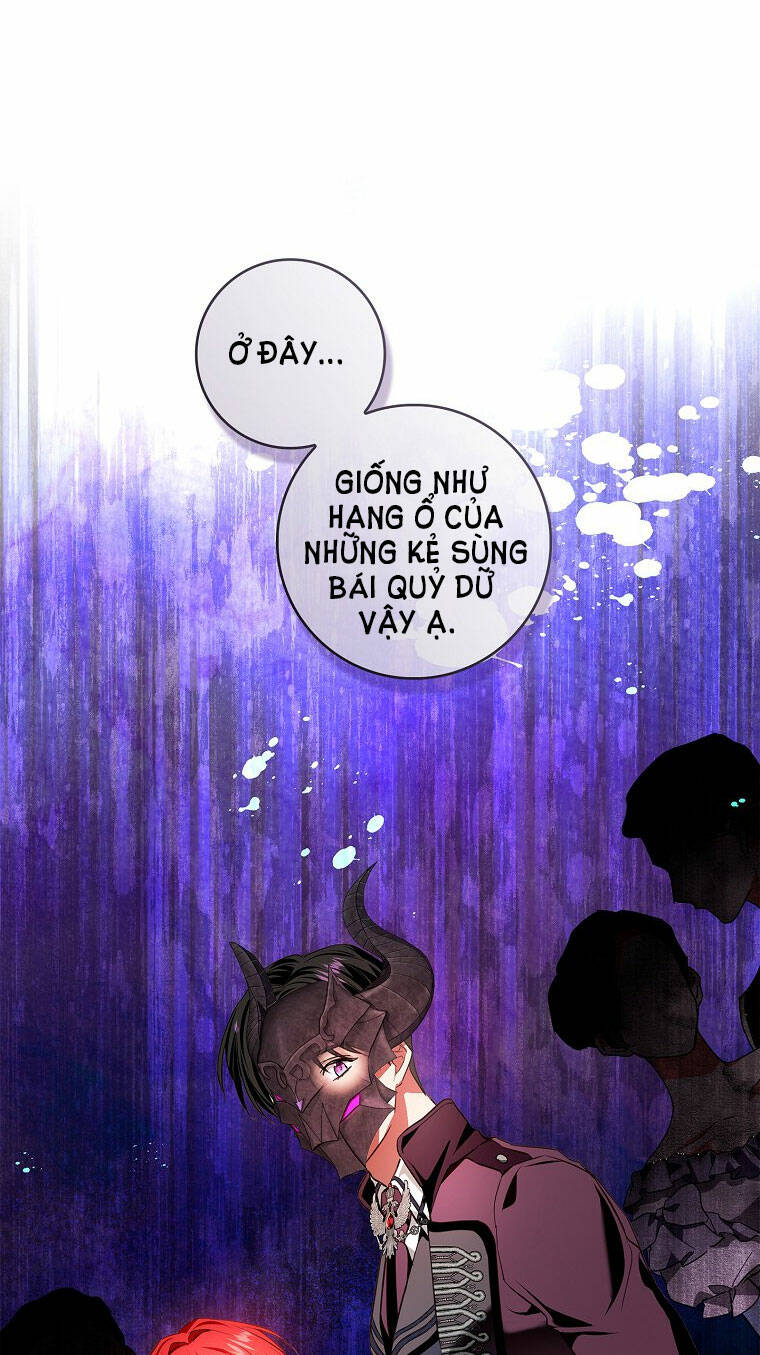 Ở ĐÂY...
GIỐNG NHƯ
HANG Ổ CỦA
NHỮNG KẺ SÙNG
BÁI QUỶ DỮ
VẬY Ạ.